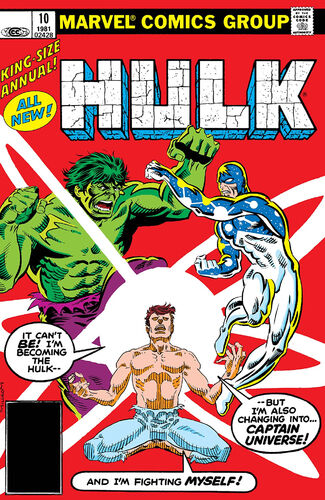 10
1981
02428
MARVEL COMICS GROUP™
APPROVED
BY THE
COMICS
CODE
AUTHORITY
KING-SIZE
ANNUAL!
ALL
NEW!
HULK
IT CAN'T
BE! I'M
BECOMING
THE
HULK--
--BUT
I'M ALSO
CHANGING INTO...
CAPTAIN
UNIVERSE!
AND I'M FIGHTING MYSELF!